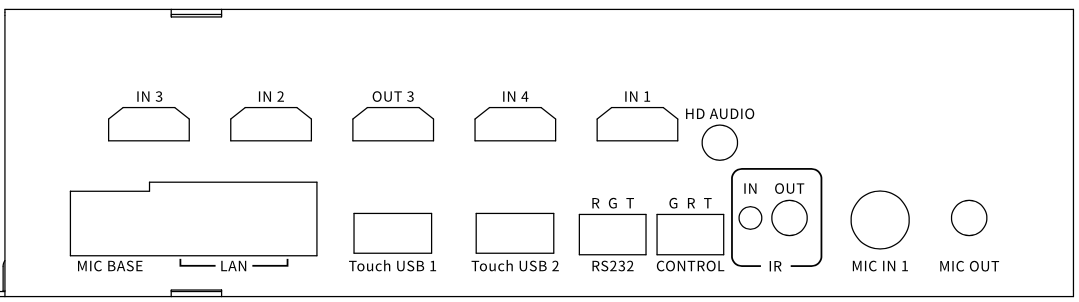 IN 3 IN 2 OUT 3 IN 4 IN 1
HD AUDIO
IN OUT
R G T G R T
MIC BASE LAN Touch USB 1 Touch USB 2 RS232 CONTROL IR MIC IN 1 MIC OUT